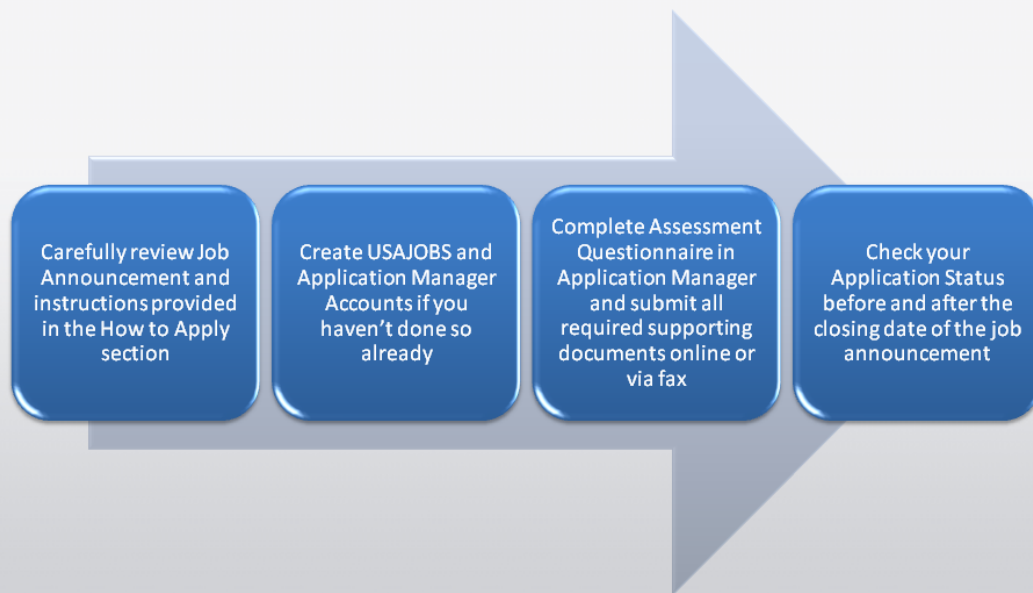 Carefully review Job
Announcement and
instructions provided
in the How to Apply
section
Create USAJOBS and
Application Manager
Accounts if you
haven't done so
already
Complete Assessment
Questionnaire in
Application Manager
and submit all
required supporting
documents online or
via fax
Check your
Application Status
before and after the
closing date of the job
announcement